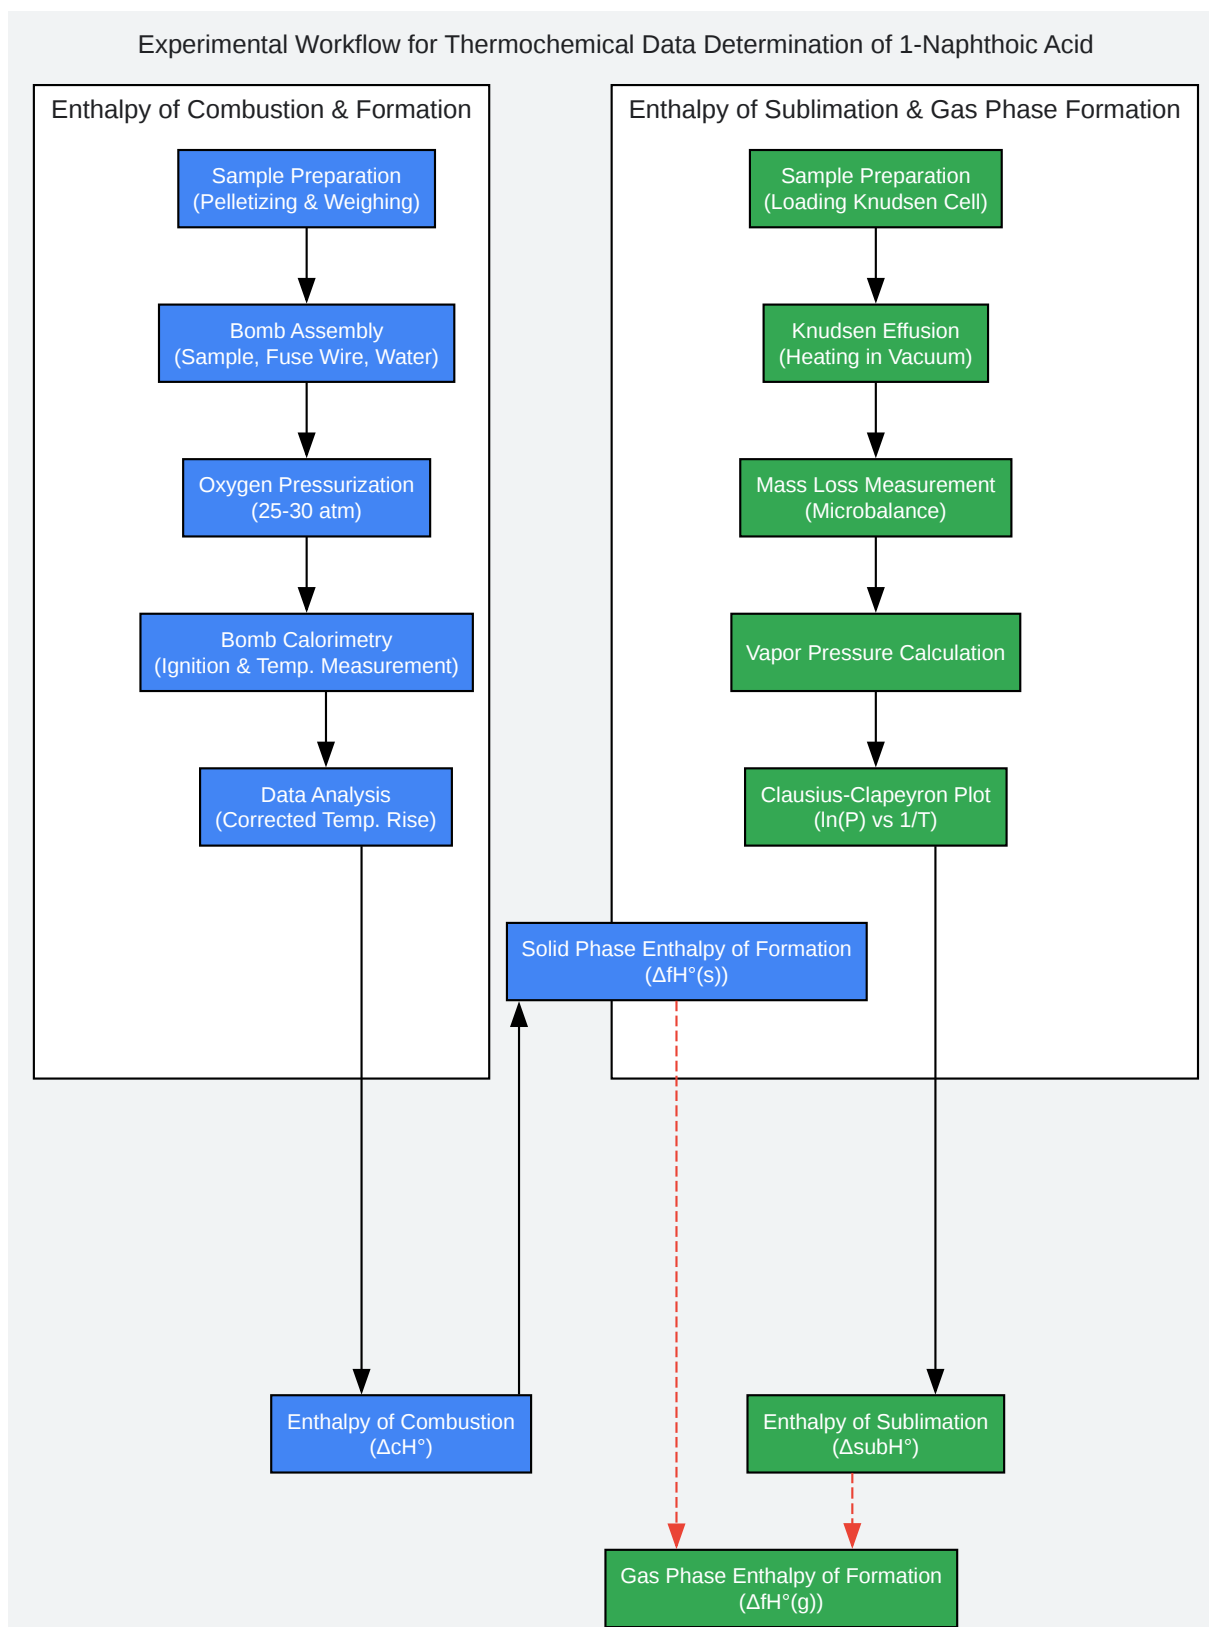 Experimental Workflow for Thermochemical Data Determination of 1-Naphthoic Acid
Enthalpy of Combustion & Formation
Sample Preparation
(Pelletizing & Weighing)
Bomb Assembly
(Sample, Fuse Wire, Water)
Oxygen Pressurization
(25-30 atm)
Bomb Calorimetry
(Ignition & Temp. Measurement)
Data Analysis
(Corrected Temp. Rise)
Enthalpy of Sublimation & Gas Phase Formation
Sample Preparation
(Loading Knudsen Cell)
Knudsen Effusion
(Heating in Vacuum)
Mass Loss Measurement
(Microbalance)
Vapor Pressure Calculation
Clausius-Clapeyron Plot
(ln(P) vs 1/T)
Solid Phase Enthalpy of Formation
(ΔfH°(s))
Enthalpy of Combustion
(ΔcH°)
Enthalpy of Sublimation
(ΔsubH°)
Gas Phase Enthalpy of Formation
(ΔfH°(g))